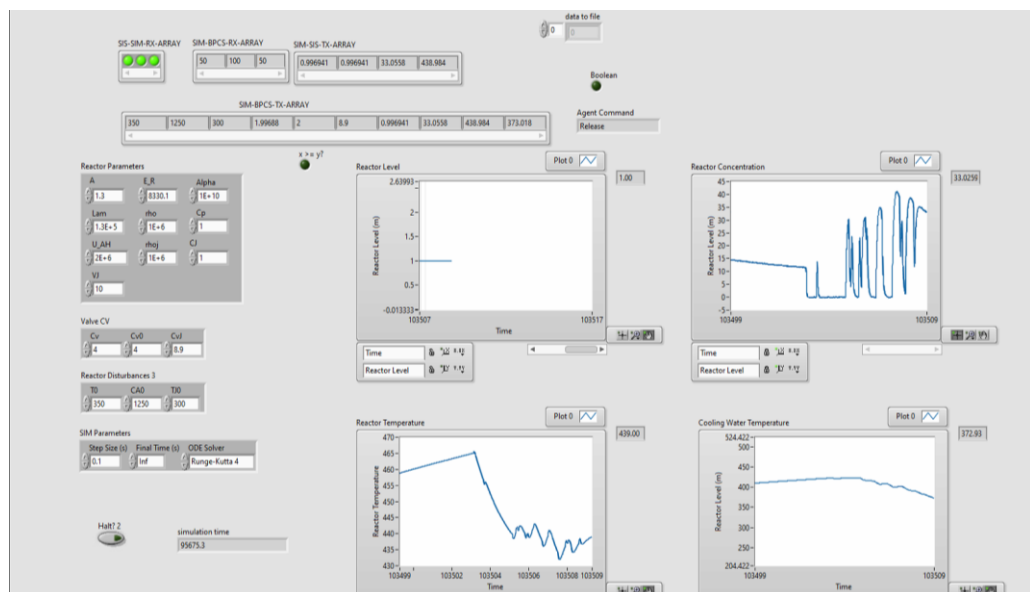 data to file
0 0
SIS-SIM-RX-ARRAY SIM-BPCS-RX-ARRAY SIM-SIS-TX-ARRAY
50 100 50 0.996941 0.996941 33.0558 438.984
Boolean
SIM-BPCS-TX-ARRAY
350 1250 300 1.99688 2 8.9 0.996941 33.0558 438.984 373.018
Agent Command
Release
x >= y?
Reactor Parameters
A E_R Alpha
1.3 8330.1 1E+10
Lam rho Cp
1.3E+5 1E+6 1
U_AH rhoj CJ
2E+6 1E+6 1
VJ
10
Valve CV
Cv Cv0 CvJ
4 4 8.9
Reactor Disturbances 3
T0 CA0 TJ0
350 1250 300
SIM Parameters
Step Size (s) Final Time (s) ODE Solver
0.1 Inf Runge-Kutta 4
Halt? 2
simulation time
95675.3
Reactor Level
Plot 0
1.00
Reactor Level (m)
2.63993
2
1.5
1
0.5
-0.013333
103507 103517
Time
Time
Reactor Level
Reactor Concentration
Plot 0
33.0259
Reactor Level (m)
45
40
35
30
25
20
15
10
5
0
-5
103499 103509
Time
Time
Reactor Level
Reactor Temperature
Plot 0
439.00
Reactor Temperature
470
465
460
455
450
445
440
435
430
103499 103502 103504 103506 103508 103509
Time
Cooling Water Temperature
Plot 0
372.93
Reactor Level (m)
524.422
500
450
400
350
300
250
204.422
103499 103509
Time